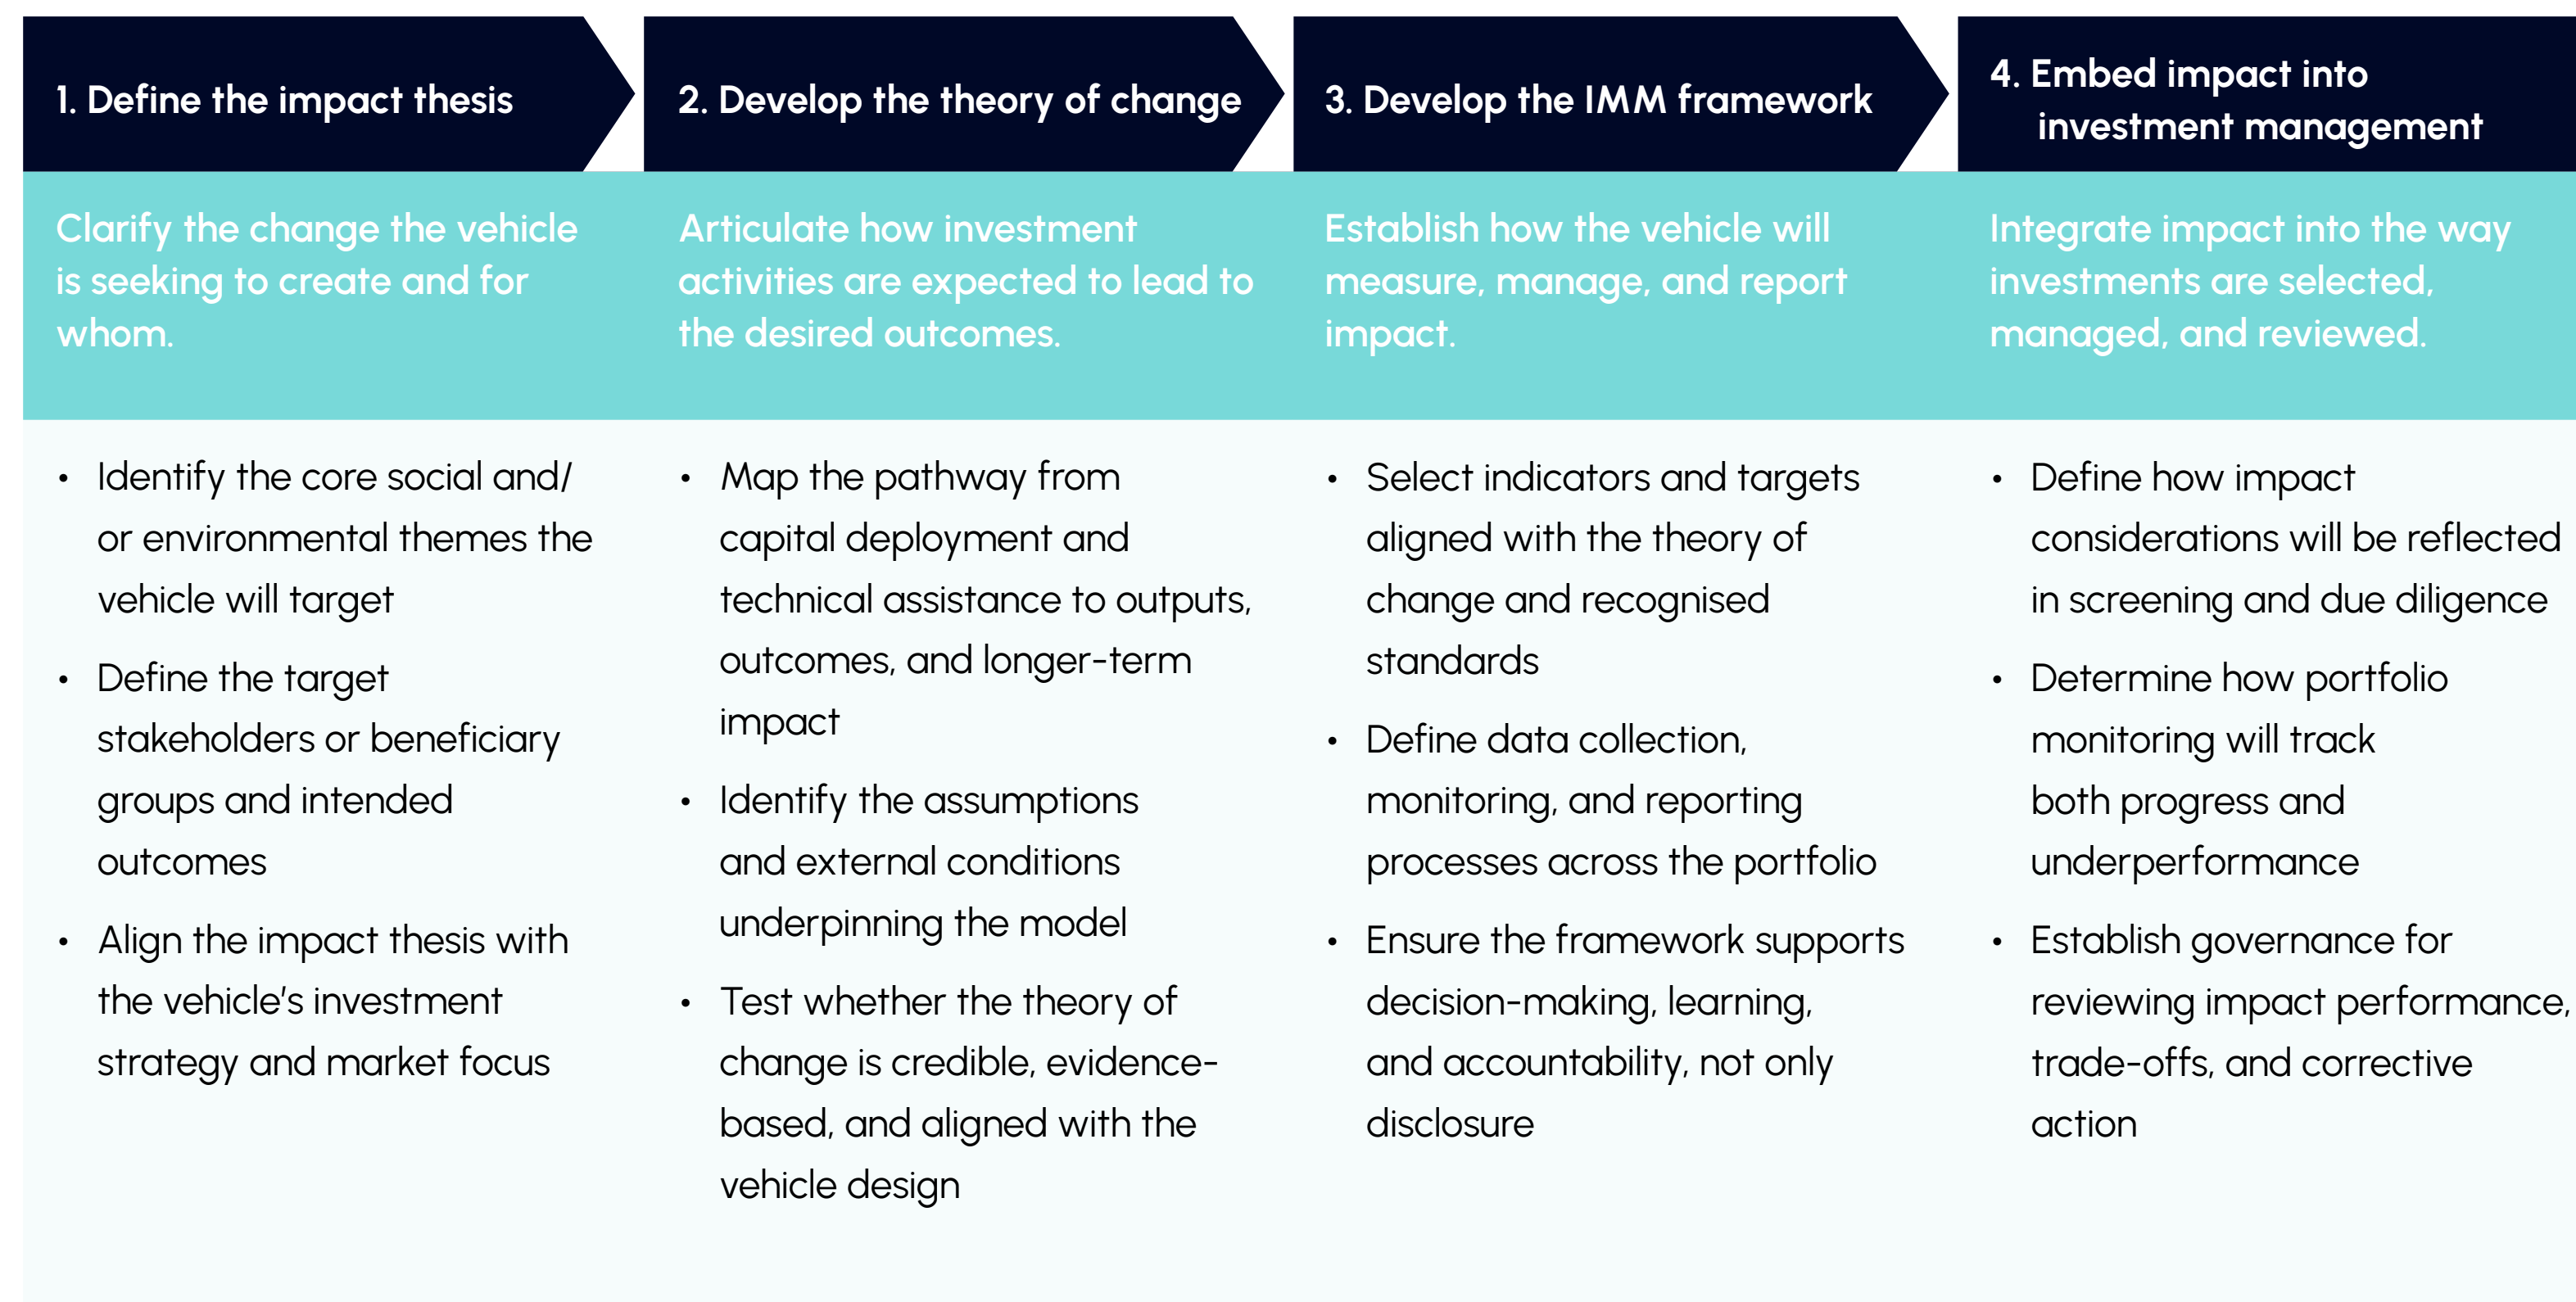 1. Define the impact thesis
Clarify the change the vehicle
is seeking to create and for
whom.
• Identify the core social and/
or environmental themes the
vehicle will target
• Define the target
stakeholders or beneficiary
groups and intended
outcomes
• Align the impact thesis with
the vehicle's investment
strategy and market focus
2. Develop the theory of change
Articulate how investment
activities are expected to lead to
the desired outcomes.
• Map the pathway from
capital deployment and
technical assistance to outputs,
outcomes, and longer-term
impact
• Identify the assumptions
and external conditions
underpinning the model
• Test whether the theory of
change is credible, evidence-
based, and aligned with the
vehicle design
3. Develop the IMM framework
Establish how the vehicle will
measure, manage, and report
impact.
• Select indicators and targets
aligned with the theory of
change and recognised
standards
• Define data collection,
monitoring, and reporting
processes across the portfolio
• Ensure the framework supports
decision-making, learning,
and accountability, not only
disclosure
4. Embed impact into
investment management
Integrate impact into the way
investments are selected,
managed, and reviewed.
• Define how impact
considerations will be reflected
in screening and due diligence
• Determine how portfolio
monitoring will track
both progress and
underperformance
• Establish governance for
reviewing impact performance,
trade-offs, and corrective
action